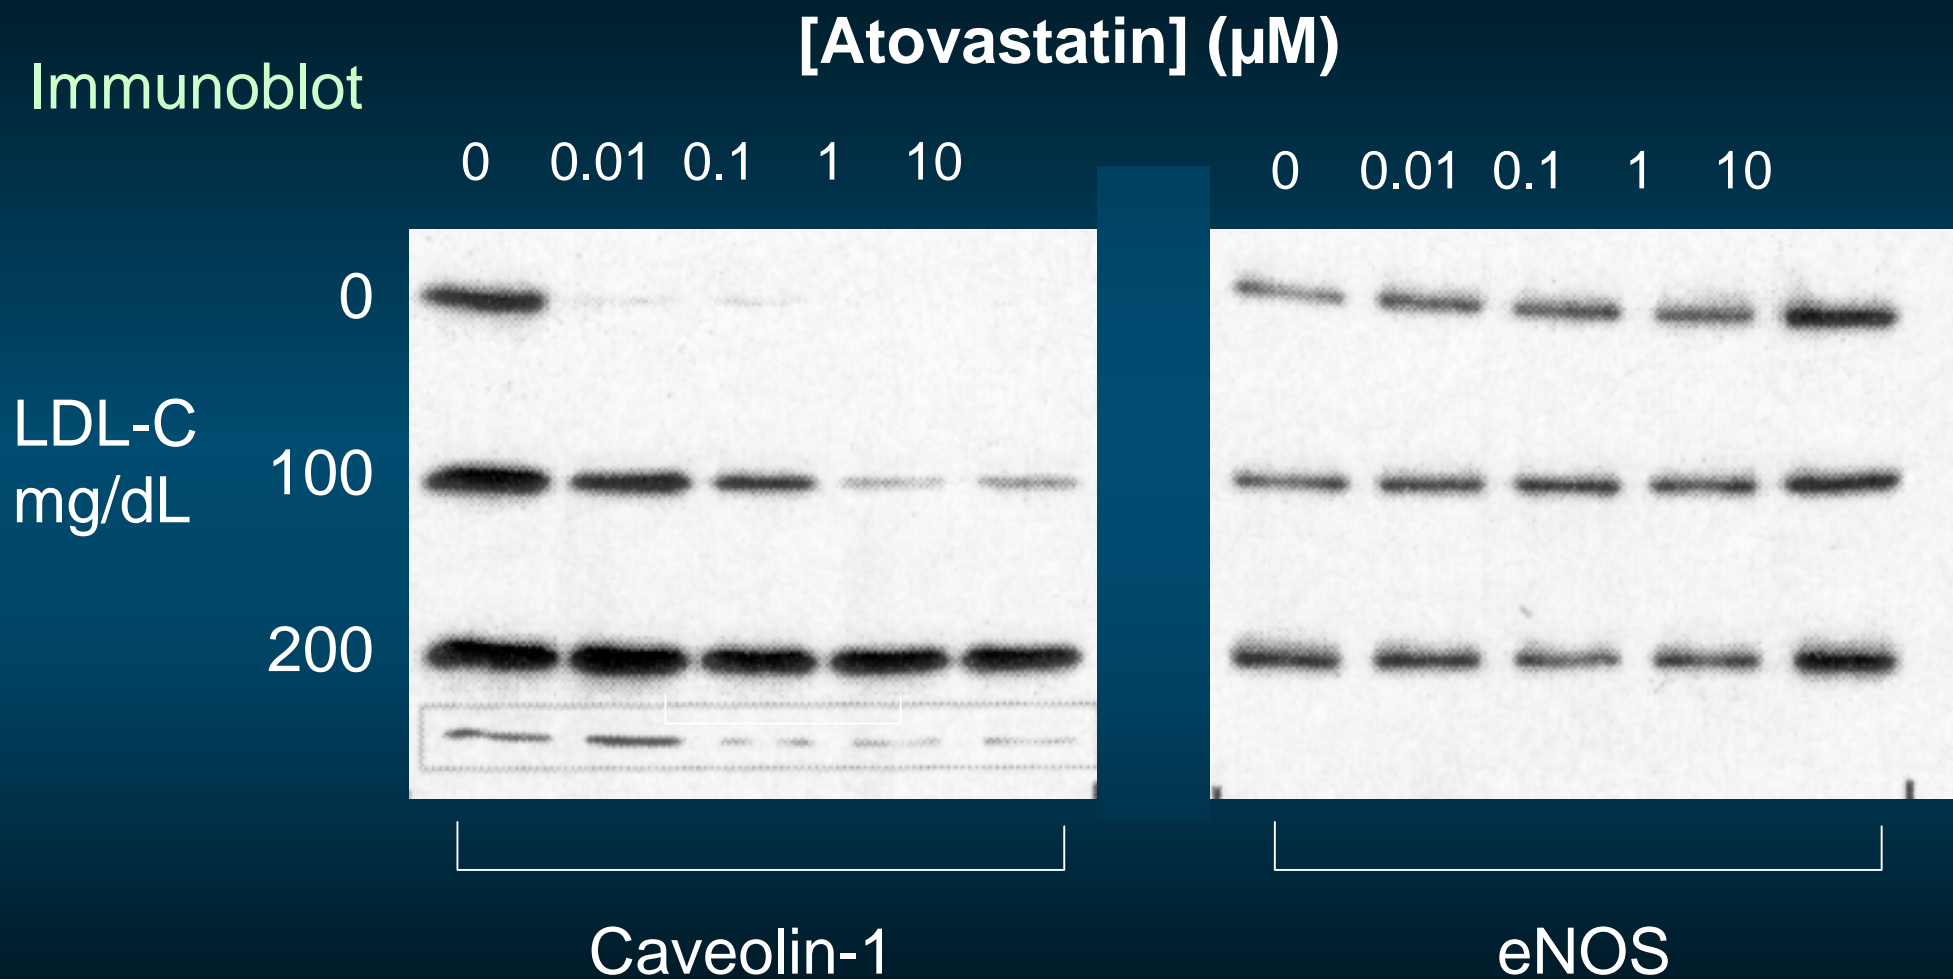 [Atovastatin] (µM)
Immunoblot
0 0.01 0.1 1 10
0 0.01 0.1 1 10
0
LDL-C
mg/dL
100
200
Caveolin-1
eNOS